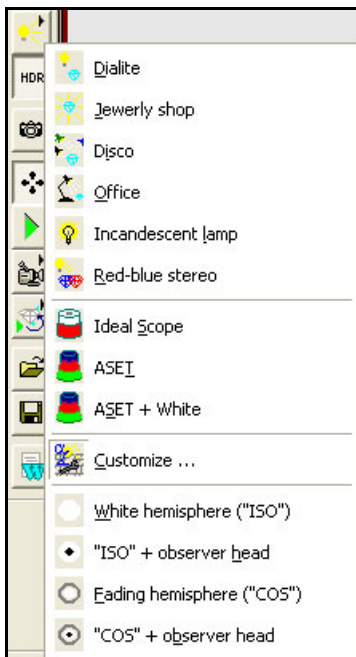 HDR
Dialite
Jewerly shop
Disco
Office
Incandescent lamp
Red-blue stereo
Ideal Scope
ASET
ASET + White
Customize ...
White hemisphere ("ISO")
"ISO" + observer head
Fading hemisphere ("COS")
"COS" + observer head